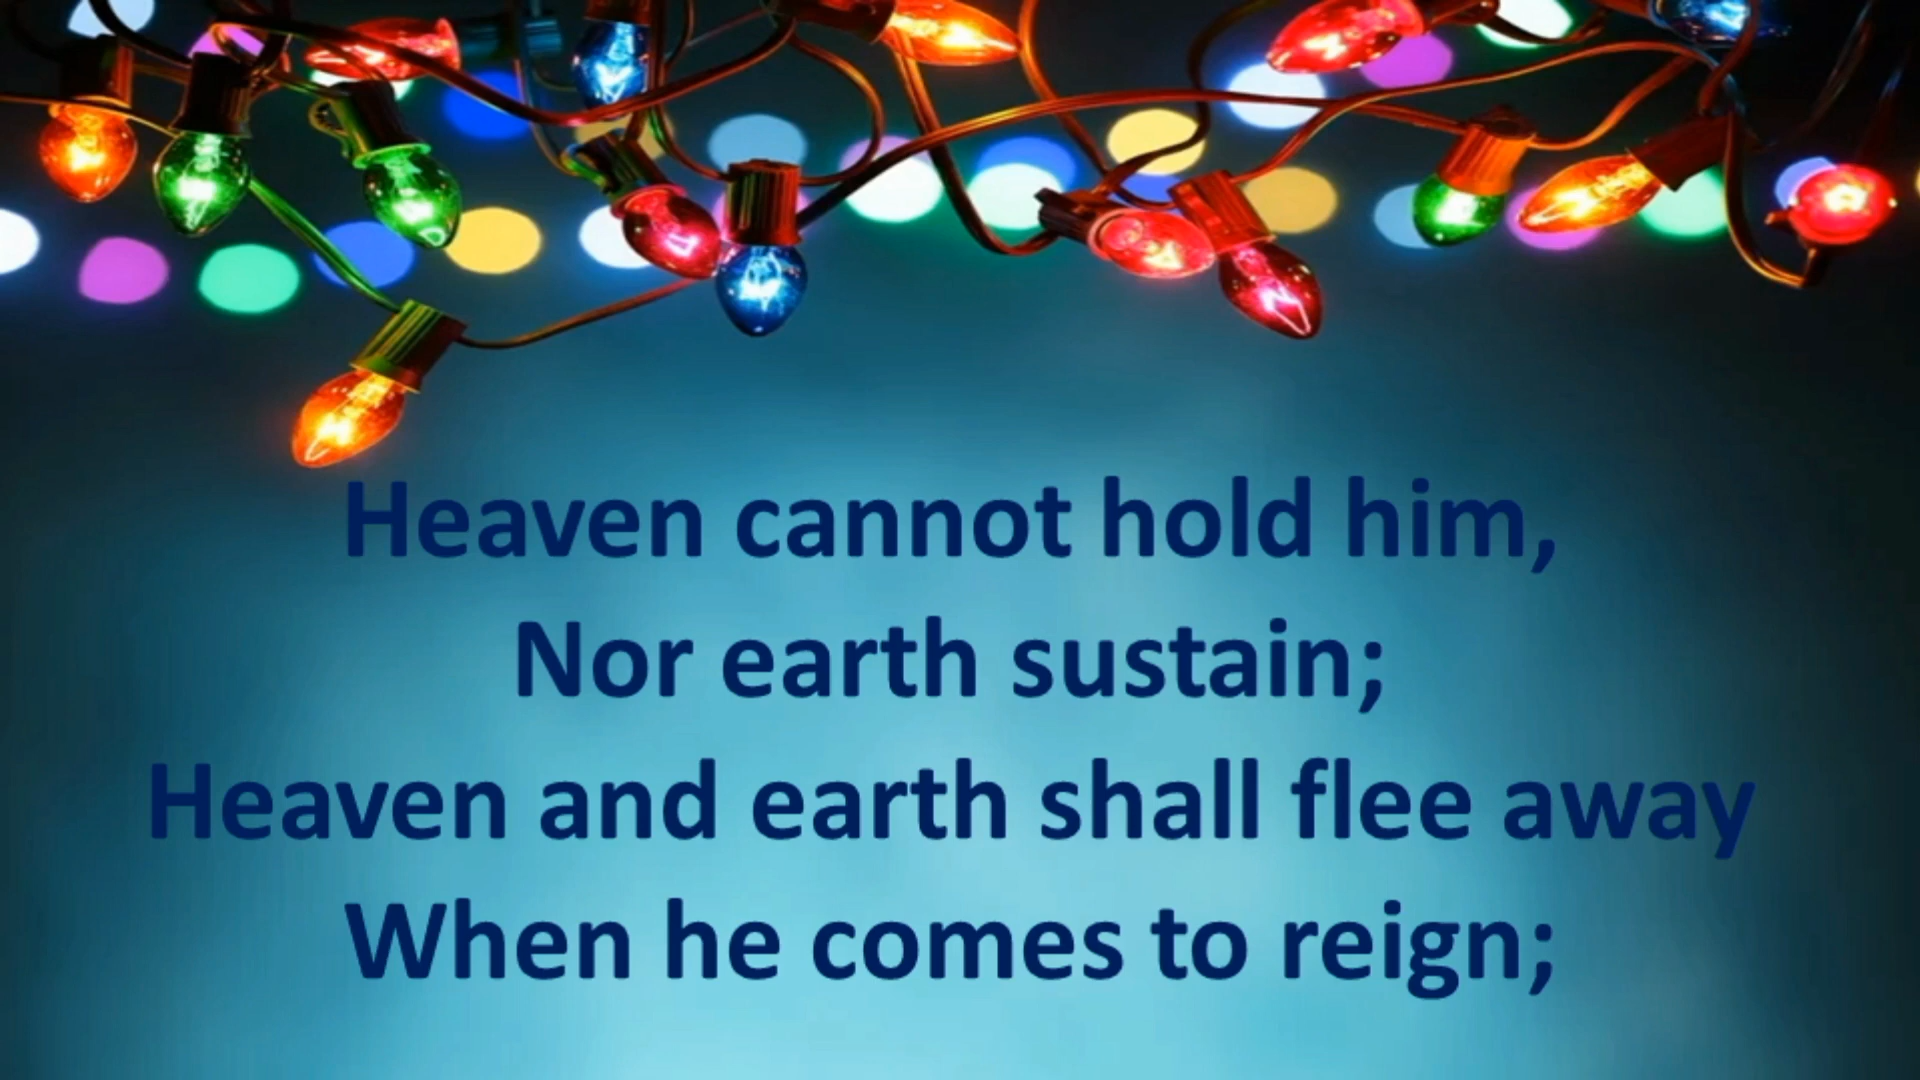 Heaven cannot hold him,
Nor earth sustain;
Heaven and earth shall flee away
When he comes to reign;